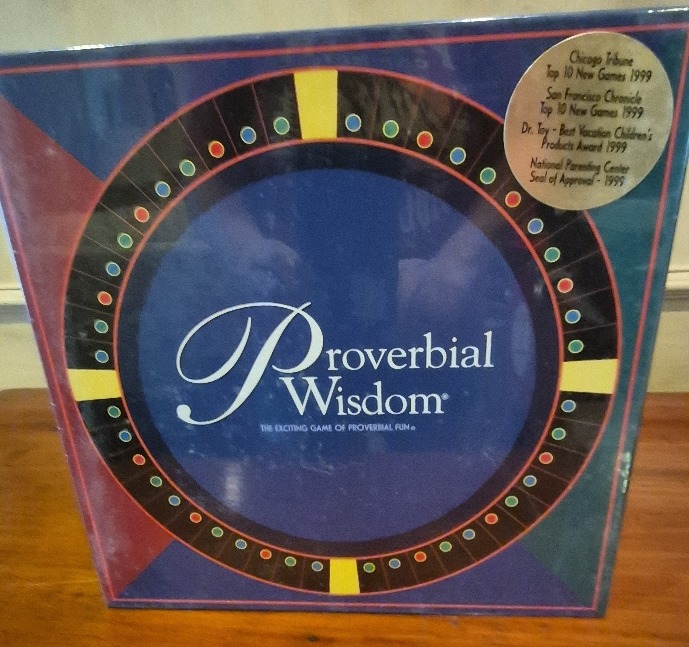 Chicago Tribune
Top 10 New Games 1999
San Francisco Chronicle
Top 10 New Games 1999
Dr. Toy - Best Vacation Children's
Products Award 1999
National Parenting Center
Seal of Approval - 1999
Proverbial
Wisdom®
THE EXCITING GAME OF PROVERBIAL FUN